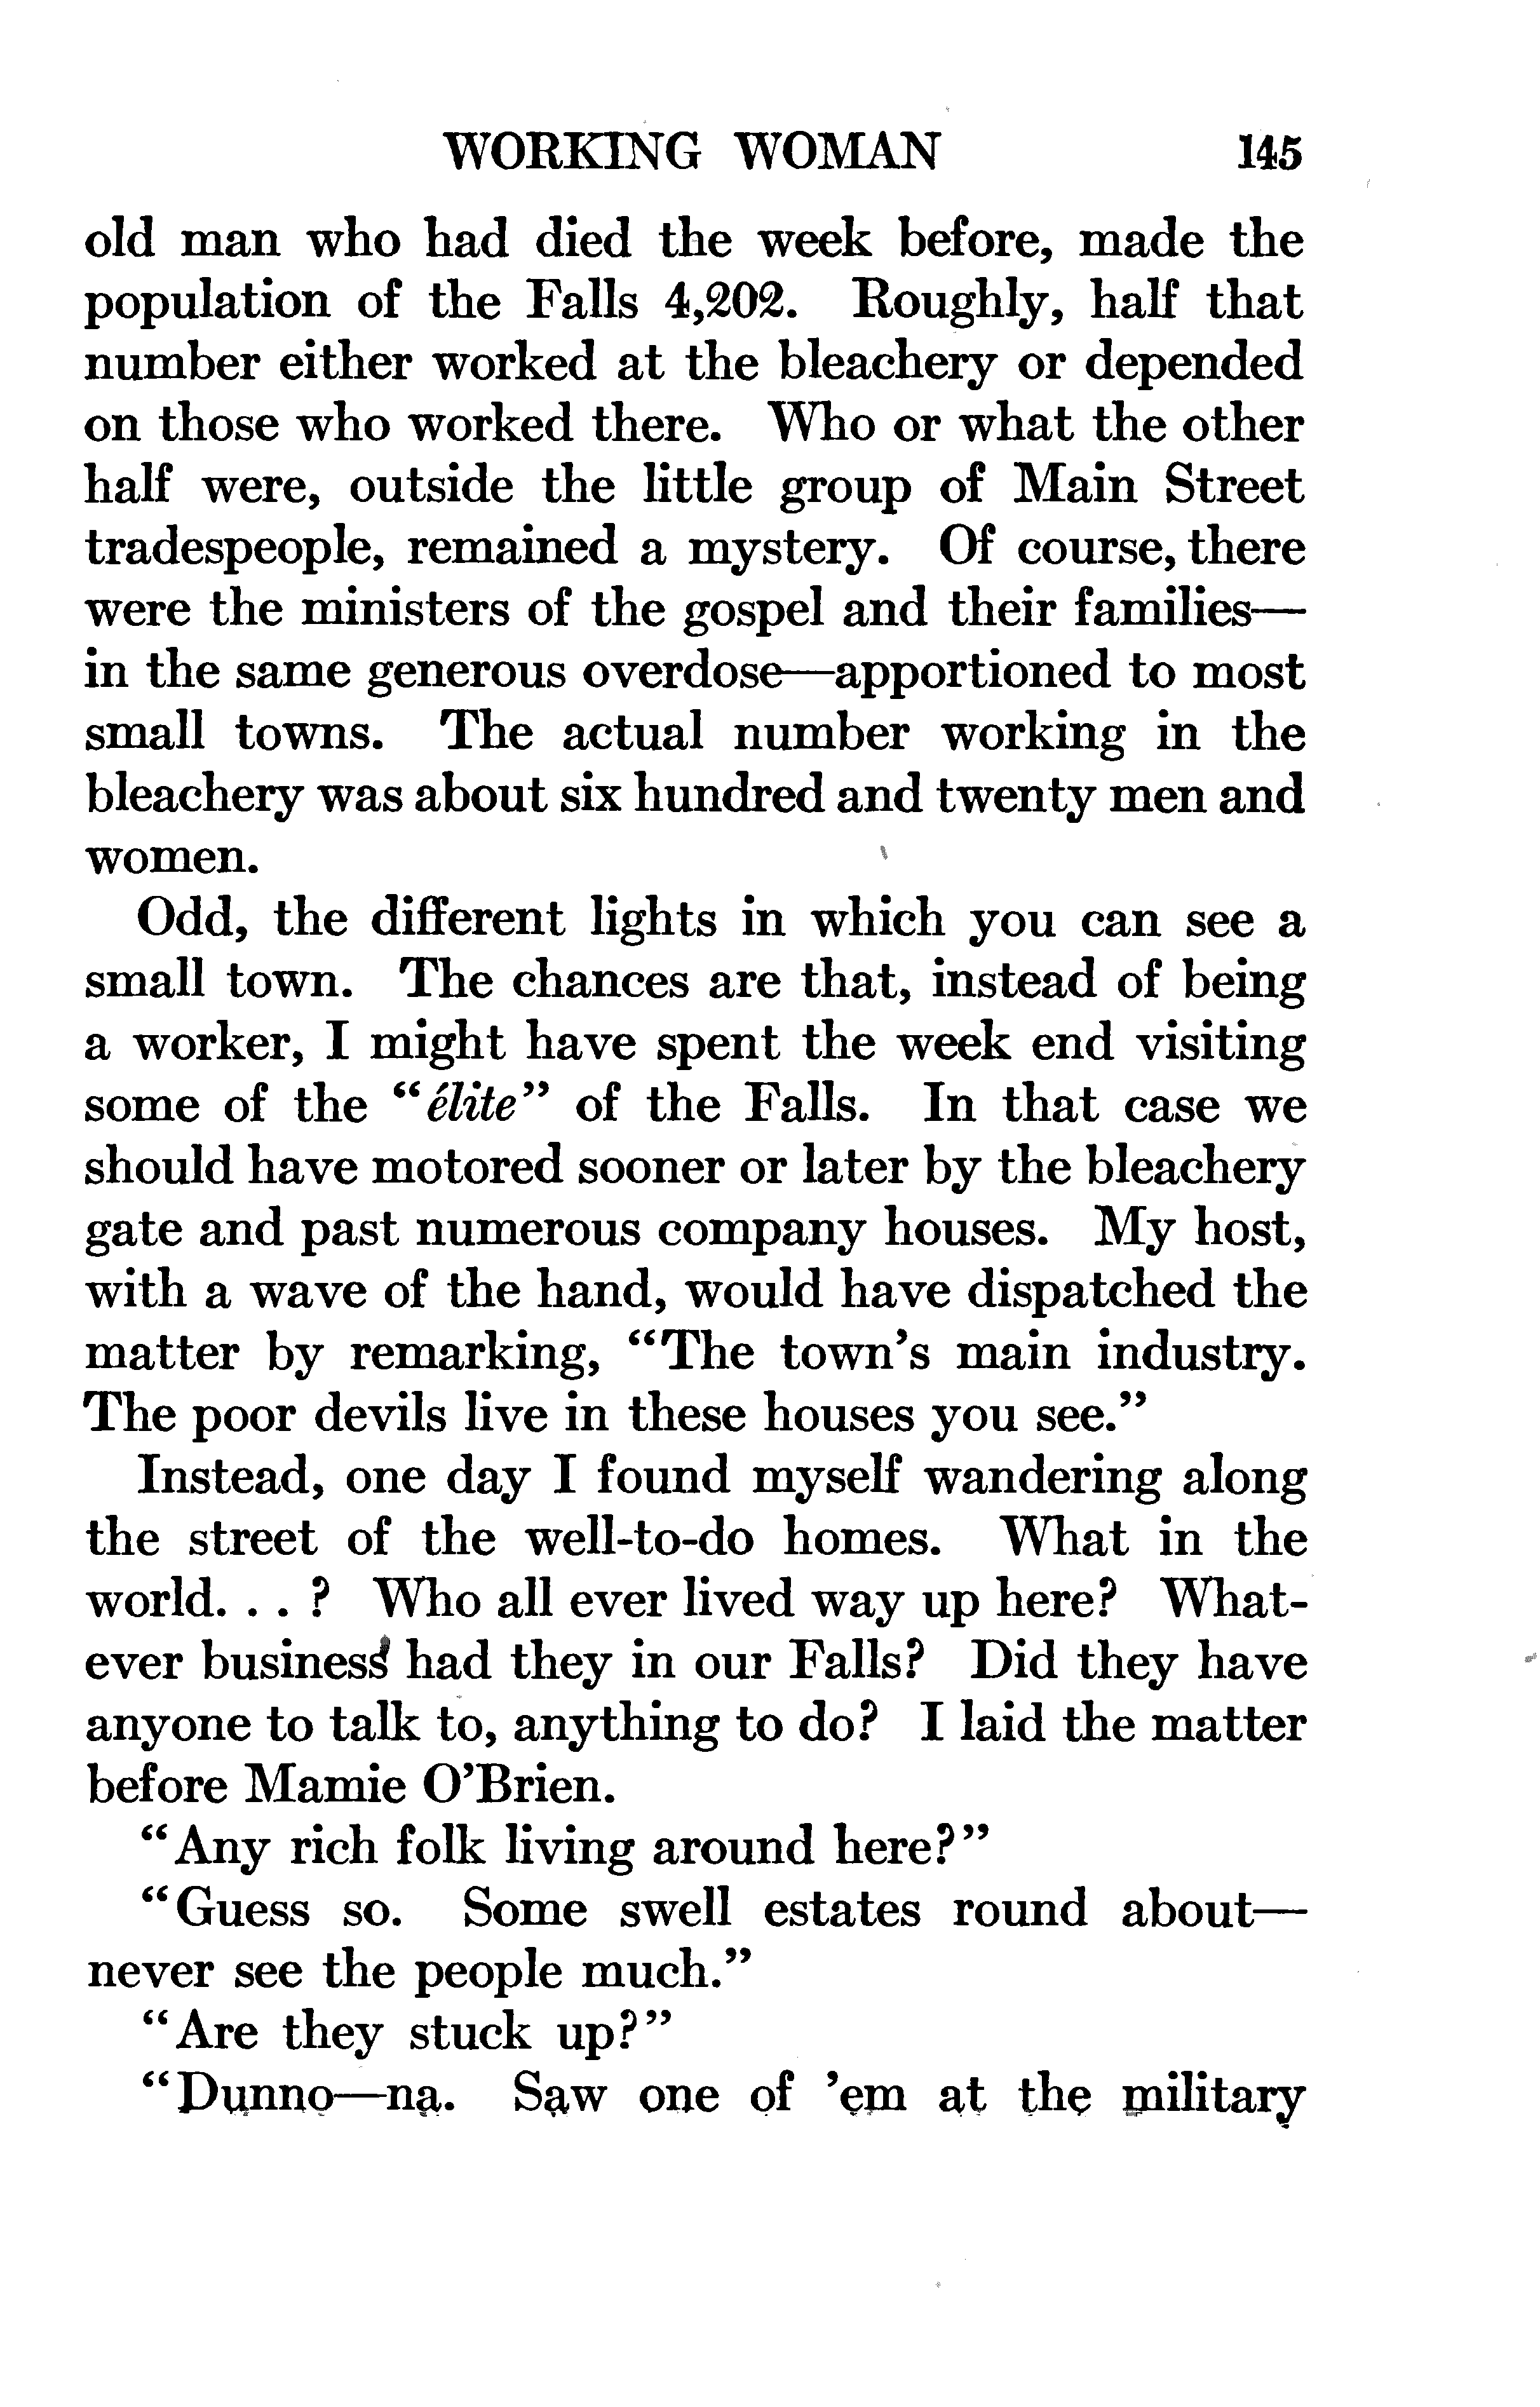 WORKING WOMAN 145
old man who had died the week before, made the
population of the Falls 4,202. Roughly, half that
number either worked at the bleachery or depended
on those who worked there. Who or what the other
half were, outside the little group of Main Street
tradespeople, remained a mystery. Of course, there
were the ministers of the gospel and their families—
in the same generous overdose—apportioned to most
small towns. The actual number working in the
bleachery was about six hundred and twenty men and
women.
Odd, the different lights in which you can see a
small town. The chances are that, instead of being
a worker, I might have spent the week end visiting
some of the “élite” of the Falls. In that case we
should have motored sooner or later by the bleachery
gate and past numerous company houses. My host,
with a wave of the hand, would have dispatched the
matter by remarking, “The town’s main industry.
The poor devils live in these houses you see.”
Instead, one day I found myself wandering along
the street of the well-to-do homes. What in the
world. . . ? Who all ever lived way up here? What-
ever business had they in our Falls? Did they have
anyone to talk to, anything to do? I laid the matter
before Mamie O’Brien.
“Any rich folk living around here?”
“Guess so. Some swell estates round about—
never see the people much.”
“Are they stuck up?”
“Dunno—na. Saw one of ’em at the military